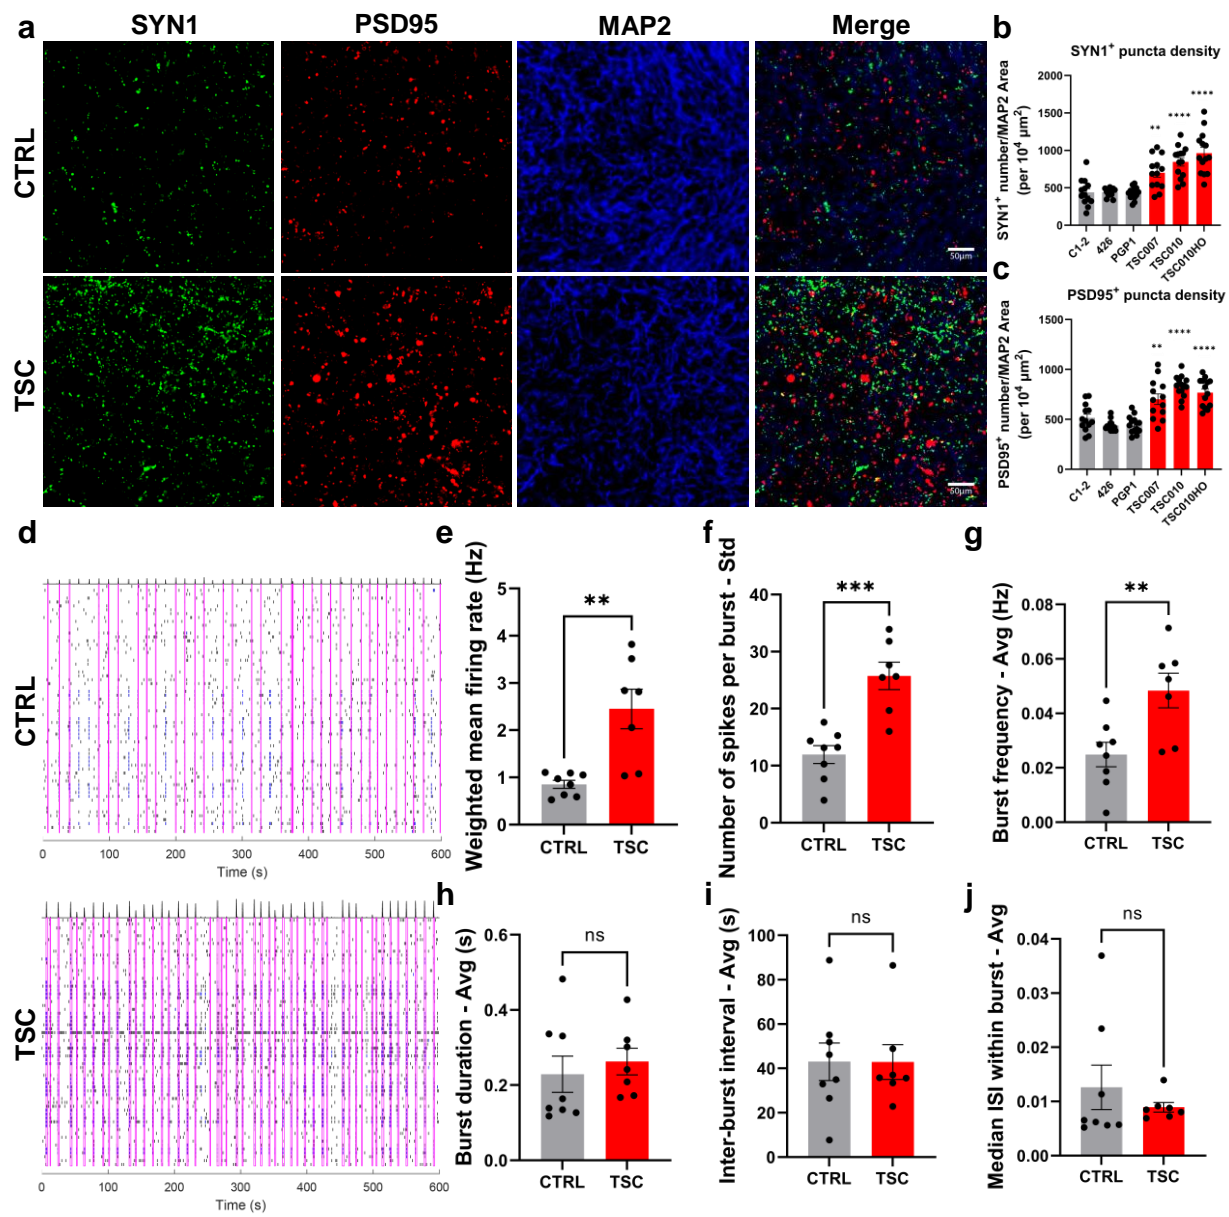 a
SYN1
PSD95
MAP2
Merge
CTRL
50µm
TSC
50µm
b
SYN1+ puncta density
SYN1+ number/MAP2 Area
(per 10⁴ µm²)
2000
1500
1000
500
0
**
****
****
C1-2
426
PGP1
TSC007
TSC010
TSC010HO
c
PSD95+ puncta density
PSD95+ number/MAP2 Area
(per 10⁴ µm²)
1500
1000
500
0
**
****
****
C1-2
426
PGP1
TSC007
TSC010
TSC010HO
d
CTRL
0 100 200 300 400 500 600
Time (s)
TSC
0 100 200 300 400 500 600
Time (s)
e
Weighted mean firing rate (Hz)
5
4
3
2
1
0
**
CTRL TSC
f
Number of spikes per burst - Std
40
30
20
10
0
***
CTRL TSC
g
Burst frequency - Avg (Hz)
0.08
0.06
0.04
0.02
0.00
**
CTRL TSC
h
Burst duration - Avg (s)
0.6
0.4
0.2
0.0
ns
CTRL TSC
i
Inter-burst interval - Avg (s)
100
80
60
40
20
0
ns
CTRL TSC
j
Median ISI within burst - Avg
0.04
0.03
0.02
0.01
0.00
ns
CTRL TSC